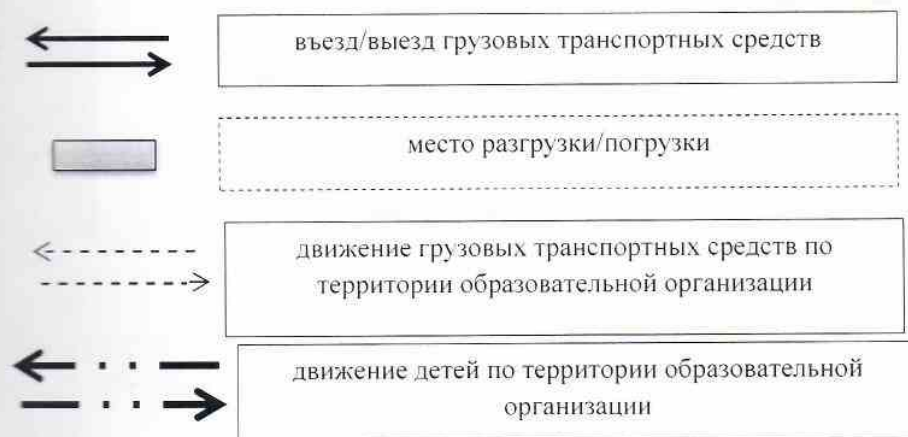 въезд/выезд грузовых транспортных средств
место разгрузки/погрузки
движение грузовых транспортных средств по
территории образовательной организации
движение детей по территории образовательной
организации